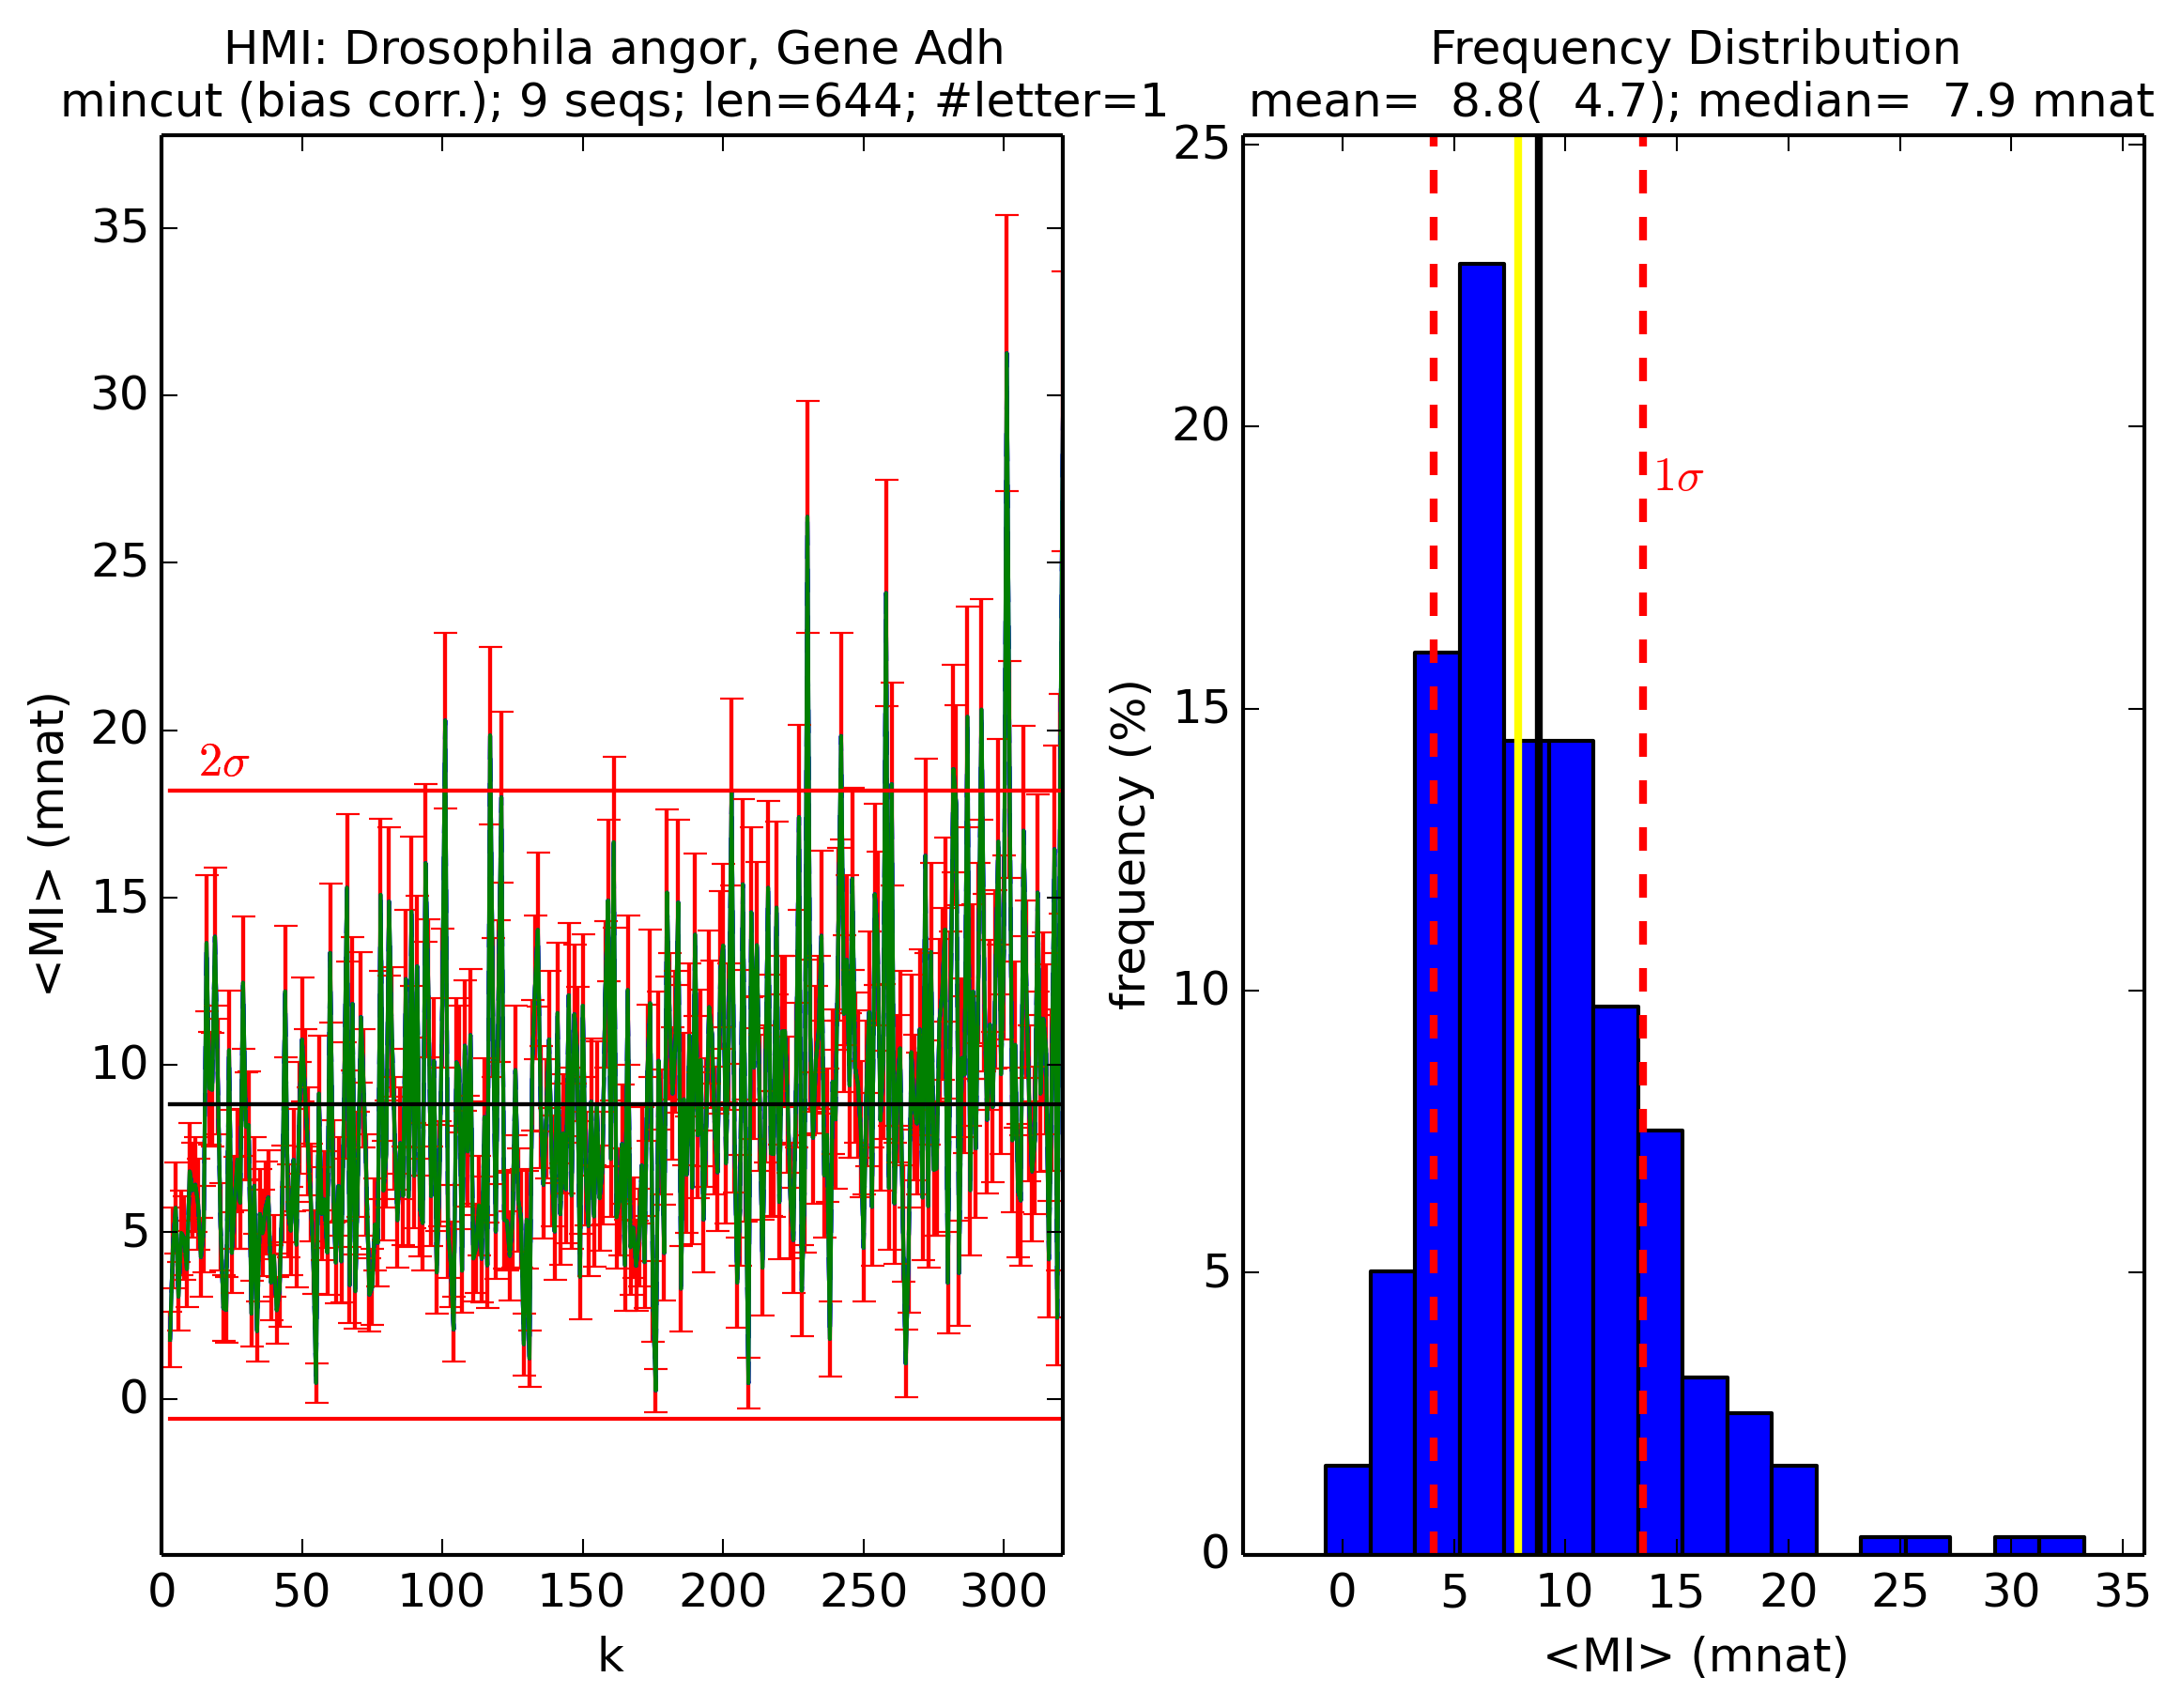 HMI: Drosophila angor, Gene Adh
mincut (bias corr.); 9 seqs; len=644; #letter=1
<MI> (mnat)
35
30
25
20
15
10
5
0
2σ
0 50 100 150 200 250 300
k
Frequency Distribution
mean=  8.8(  4.7); median=  7.9 mnat
frequency (%)
25
20
15
10
5
0
1σ
0 5 10 15 20 25 30 35
<MI> (mnat)